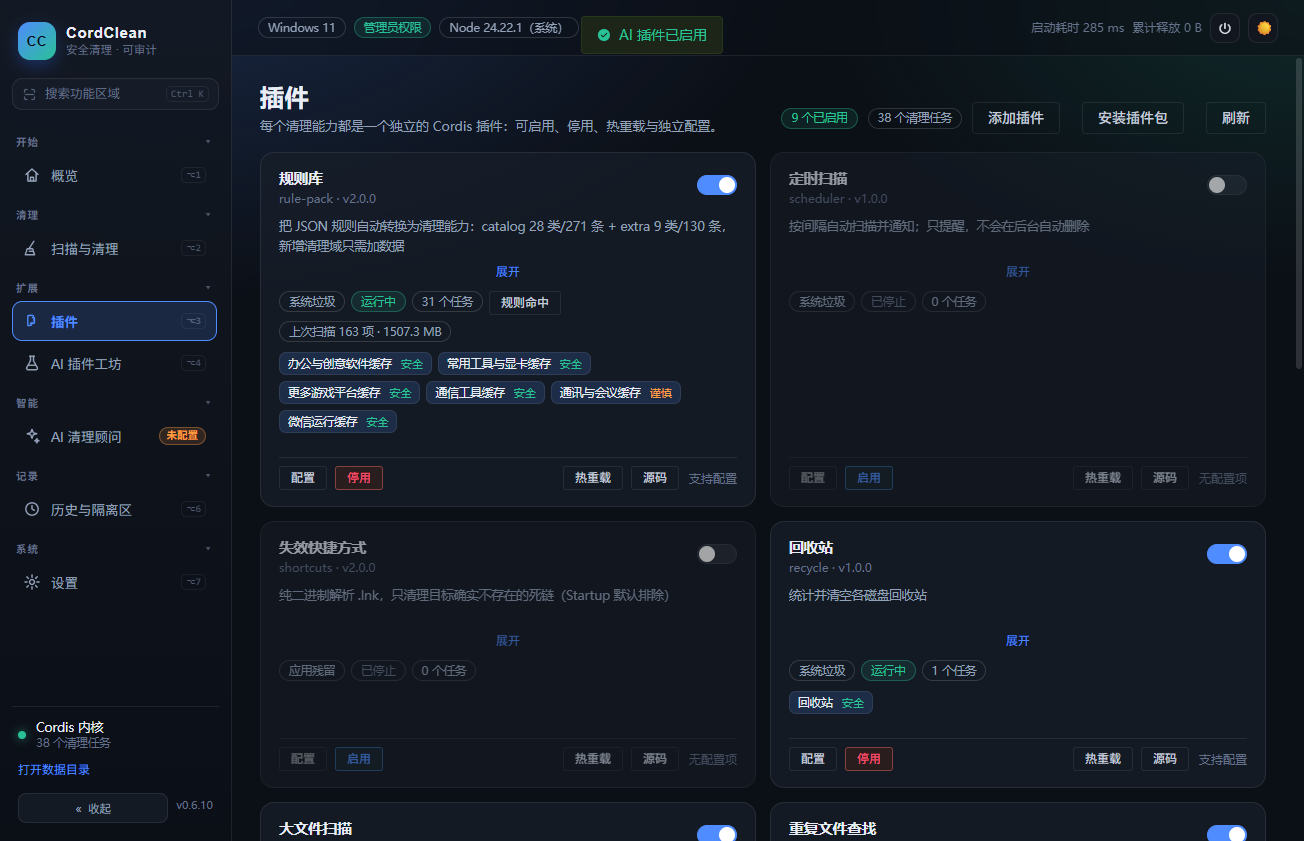 CC
CordClean
安全清理 · 可审计
搜索功能区域 Ctrl K
开始
概览 ⌥1
清理
扫描与清理 ⌥2
扩展
插件 ⌥3
AI 插件工坊 ⌥4
智能
AI 清理顾问 未配置
记录
历史与隔离区 ⌥6
系统
设置 ⌥7
Cordis 内核
38 个清理任务
打开数据目录
« 收起 v0.6.10
Windows 11 管理员权限 Node 24.22.1（系统） AI 插件已启用 启动耗时 285 ms 累计释放 0 B
插件
每个清理能力都是一个独立的 Cordis 插件：可启用、停用、热重载与独立配置。
9 个已启用 38 个清理任务 添加插件 安装插件包 刷新
规则库
rule-pack · v2.0.0
把 JSON 规则自动转换为清理能力：catalog 28 类/271 条 + extra 9 类/130 条，
新增清理域只需加数据
展开
系统垃圾 运行中 31 个任务 规则命中
上次扫描 163 项 · 1507.3 MB
办公与创意软件缓存 安全 常用工具与显卡缓存 安全
更多游戏平台缓存 安全 通信工具缓存 安全 通讯与会议缓存 谨慎
微信运行缓存 安全
配置 停用 热重载 源码 支持配置
定时扫描
scheduler · v1.0.0
按间隔自动扫描并通知；只提醒，不会在后台自动删除
展开
系统垃圾 已停止 0 个任务
配置 启用 热重载 源码 无配置项
失效快捷方式
shortcuts · v2.0.0
纯二进制解析 .lnk，只清理目标确实不存在的死链（Startup 默认排除）
展开
应用残留 已停止 0 个任务
配置 启用 热重载 源码 无配置项
回收站
recycle · v1.0.0
统计并清空各磁盘回收站
展开
系统垃圾 运行中 1 个任务
回收站 安全
配置 停用 热重载 源码 支持配置
大文件扫描
重复文件查找